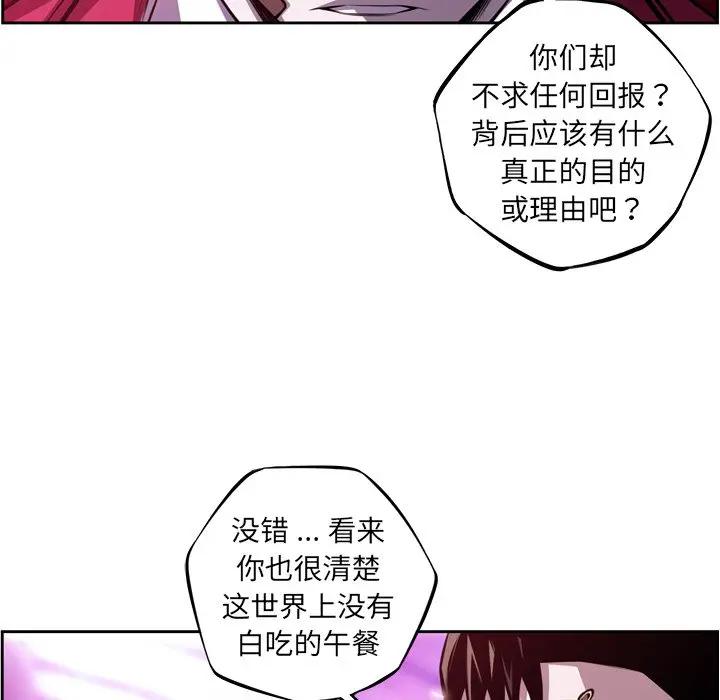 你们却
不求任何回报？
背后应该有什么
真正的目的
或理由吧？
没错...看来
你也很清楚
这世界上没有
白吃的午餐